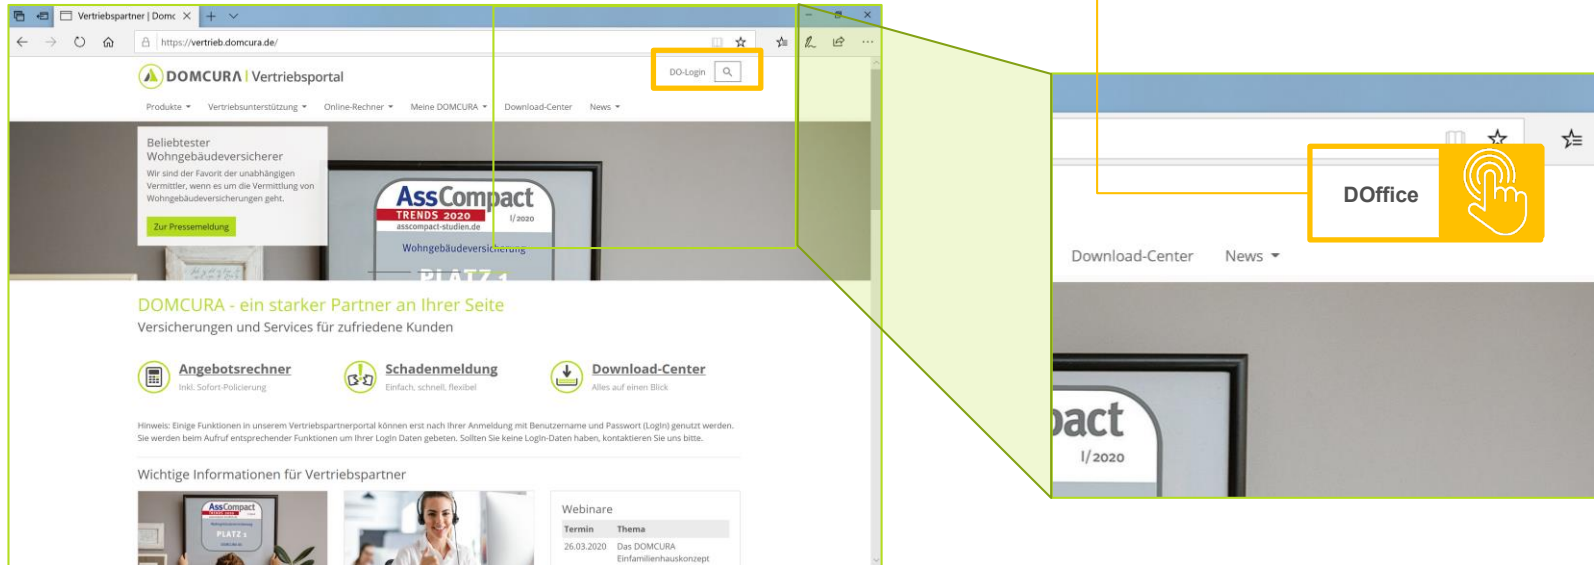 Vertriebspartner | Domc
https://vertrieb.domcura.de/
DO-Login
DOMCURA | Vertriebsportal
Produkte
Vertriebsunterstützung
Online-Rechner
Meine DOMCURA
Download-Center
News
Beliebtester
Wohngebäudeversicherer
Wir sind der Favorit der unabhängigen
Vermittler, wenn es um die Vermittlung von
Wohngebäudeversicherungen geht.
Zur Pressemeldung
AssCompact
TRENDS 2020
I/2020
asscompact-studien.de
Wohngebäudeversicherung
PLATZ 1
DOMCURA - ein starker Partner an Ihrer Seite
Versicherungen und Services für zufriedene Kunden
Angebotsrechner
Inkl. Sofort-Policierung
Schadenmeldung
Einfach, schnell, flexibel
Download-Center
Alles auf einen Blick
Hinweis: Einige Funktionen in unserem Vertriebspartnerportal können erst nach Ihrer Anmeldung mit Benutzername und Passwort (LogIn) genutzt werden.
Sie werden beim Aufruf entsprechender Funktionen um Ihrer LogIn Daten gebeten. Sollten Sie keine LogIn-Daten haben, kontaktieren Sie uns bitte.
Wichtige Informationen für Vertriebspartner
AssCompact
PLATZ 1
Webinare
Termin Thema
26.03.2020 Das DOMCURA
Einfamilienhauskonzept
DOffice
Download-Center
News
pact
I/2020